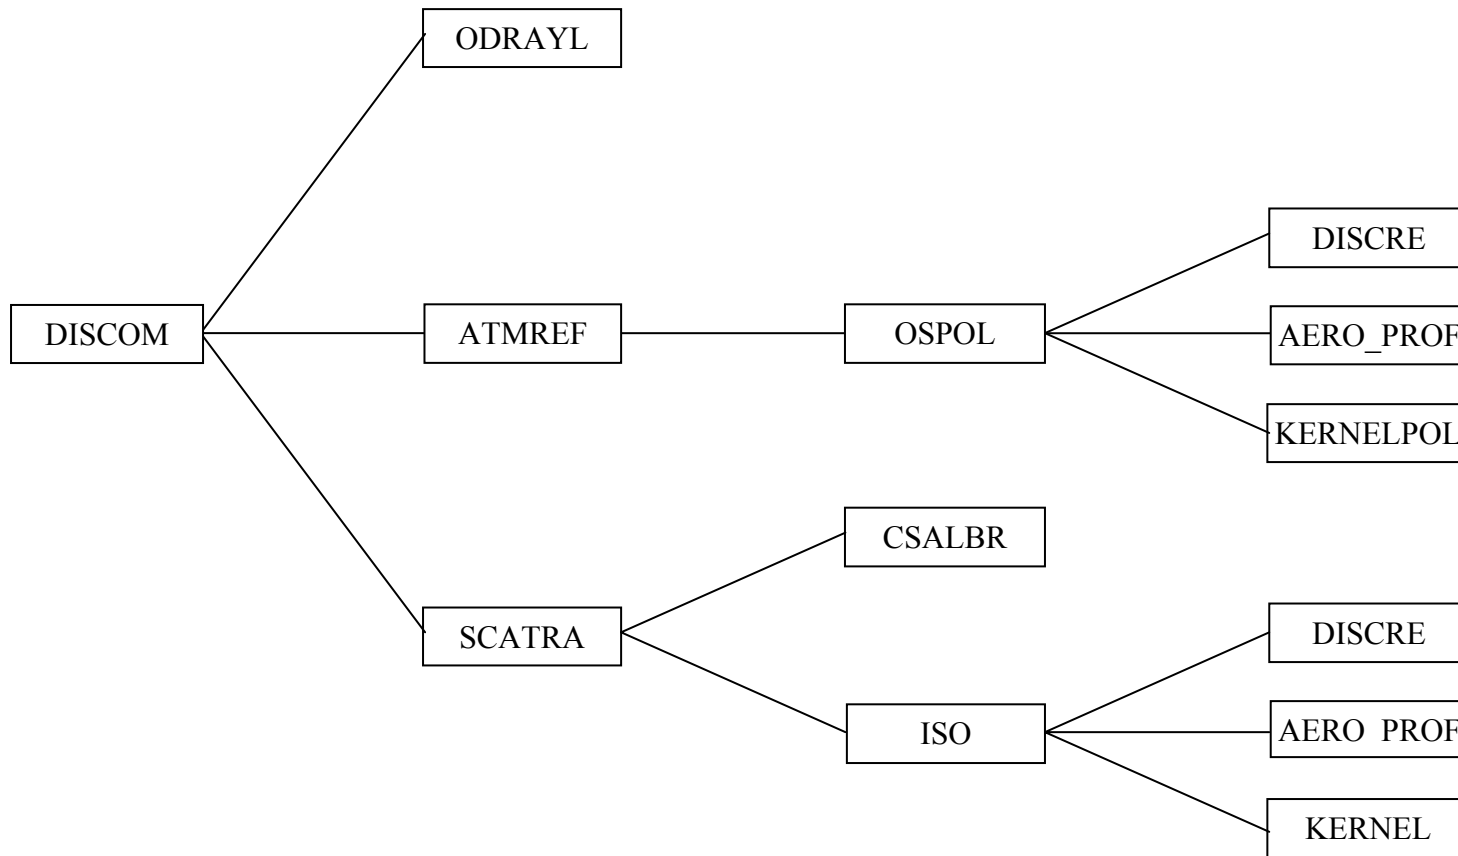 ODRAYL
DISCRE
DISCOM
ATMREF
OSPOL
AERO_PROF
KERNELPOL
CSALBR
SCATRA
DISCRE
ISO
AERO PROF
KERNEL